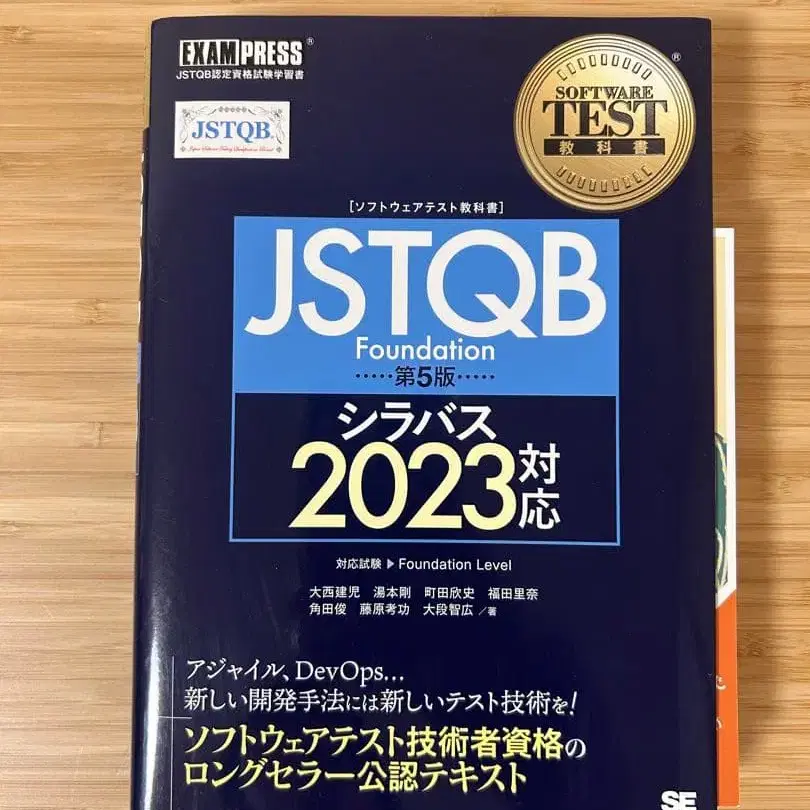 EXAMPRESS®
JSTQB認定資格試験学習書
JSTQB®
SOFTWARE
TEST
教科書
®
[ソフトウェアテスト教科書]
JSTQB
Foundation
第5版
シラバス
2023対応
対応試験▶Foundation Level
大西建児 湯本剛 町田欣史 福田里奈
角田俊 藤原考功 大段智広/著
アジャイル、DevOps…
新しい開発手法には新しいテスト技術を!
ソフトウェアテスト技術者資格の
ロングセラー公認テキスト
SE